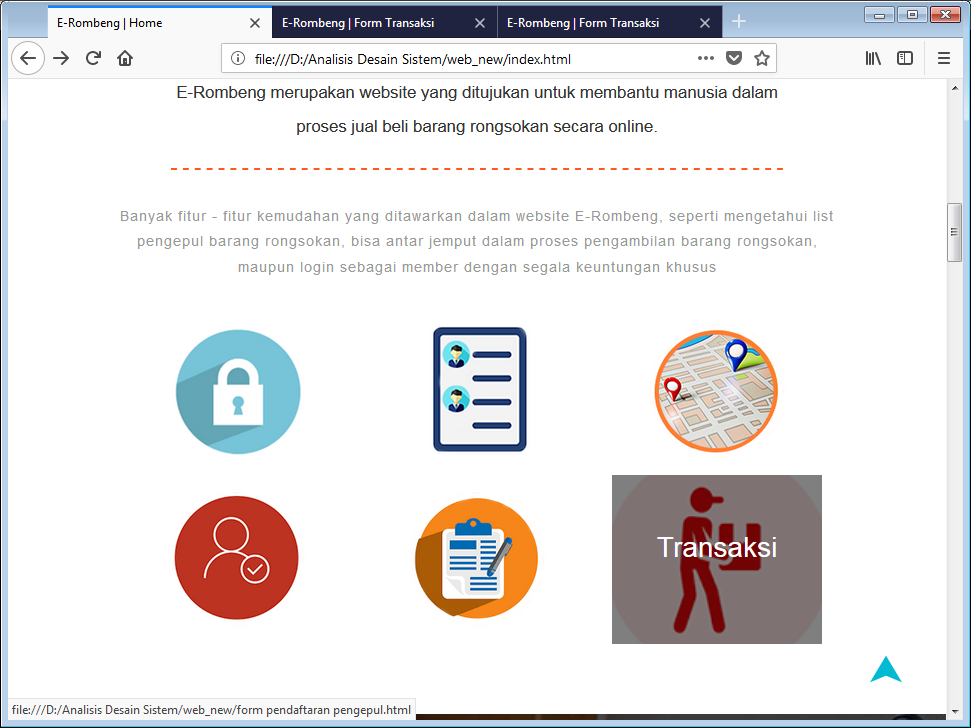 E-Rombeng | Home
E-Rombeng | Form Transaksi
E-Rombeng | Form Transaksi
file:///D:/Analisis Desain Sistem/web_new/index.html
E-Rombeng merupakan website yang ditujukan untuk membantu manusia dalam
proses jual beli barang rongsokan secara online.
Banyak fitur - fitur kemudahan yang ditawarkan dalam website E-Rombeng, seperti mengetahui list
pengepul barang rongsokan, bisa antar jemput dalam proses pengambilan barang rongsokan,
maupun login sebagai member dengan segala keuntungan khusus
Transaksi
file:///D:/Analisis Desain Sistem/web_new/form pendaftaran pengepul.html